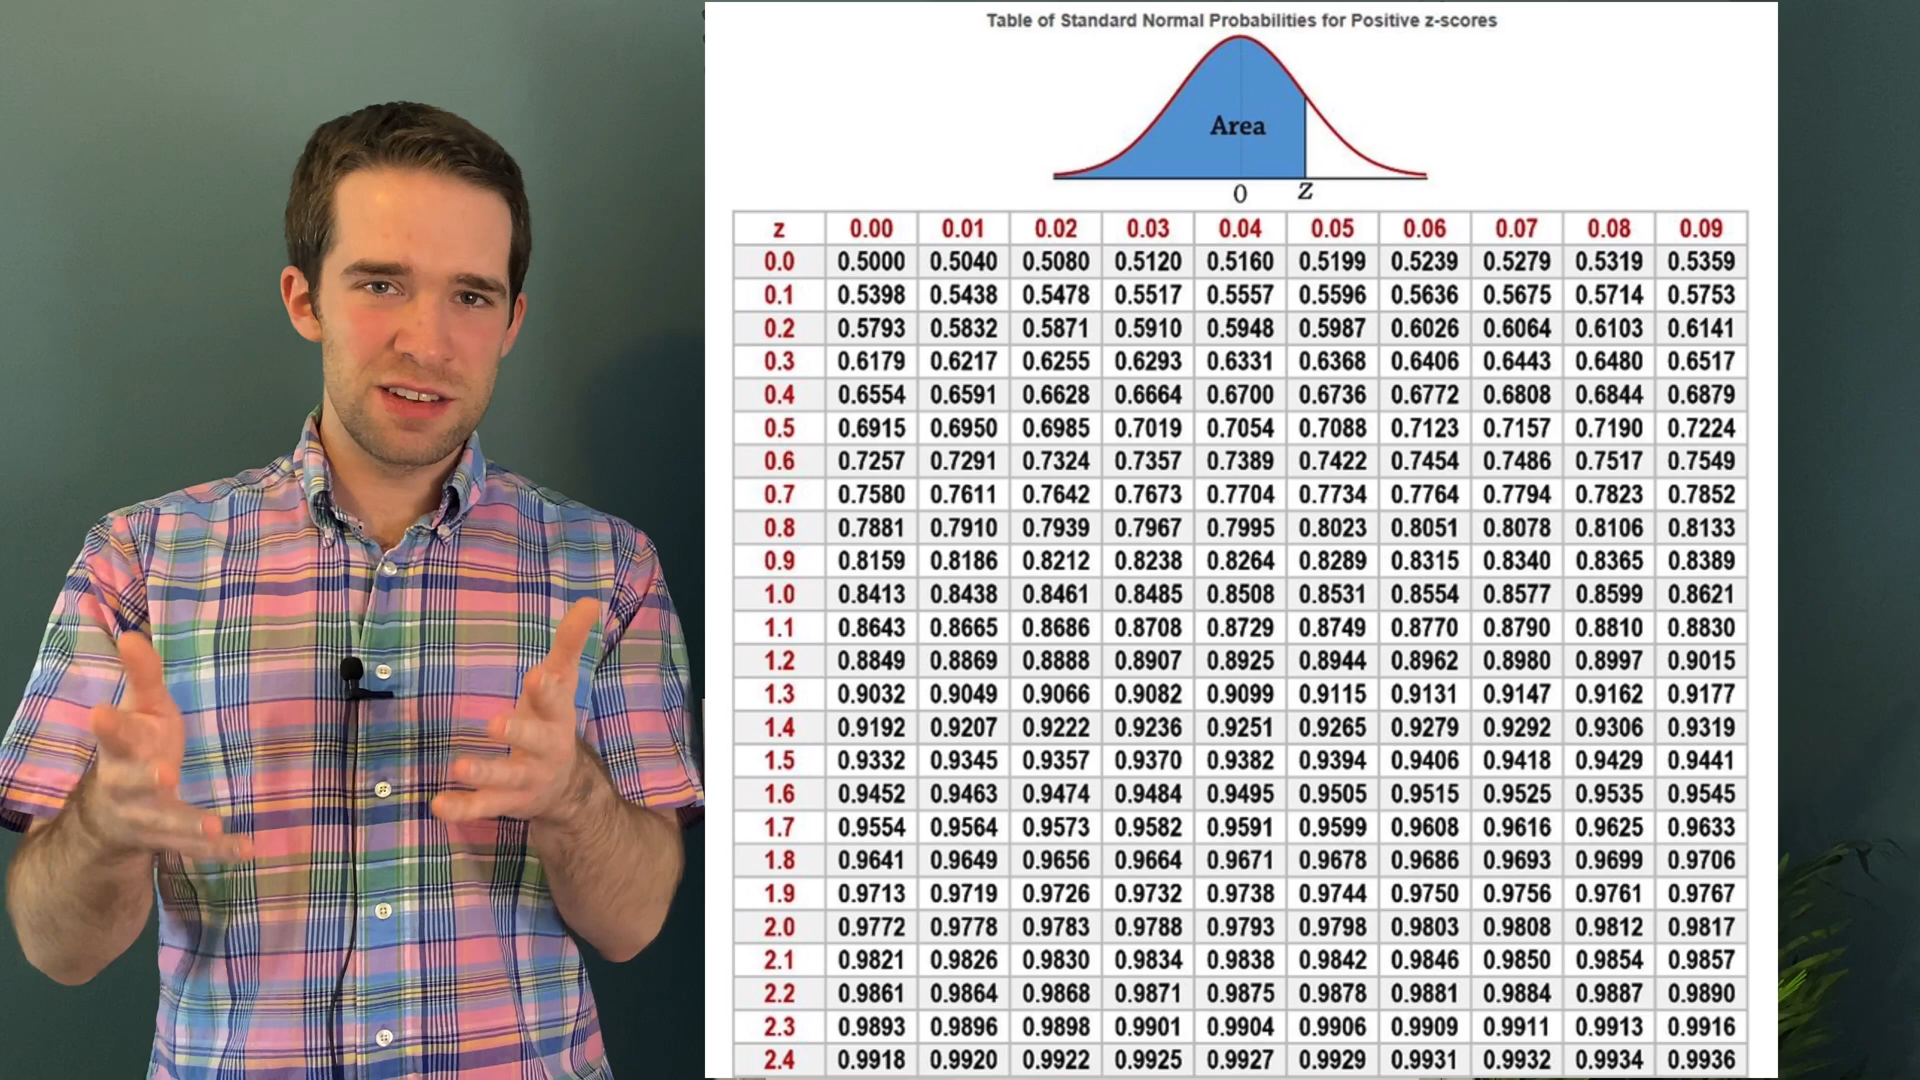 Table of Standard Normal Probabilities for Positive z-scores
Area
0 Z
z 0.00 0.01 0.02 0.03 0.04 0.05 0.06 0.07 0.08 0.09
0.0 0.5000 0.5040 0.5080 0.5120 0.5160 0.5199 0.5239 0.5279 0.5319 0.5359
0.1 0.5398 0.5438 0.5478 0.5517 0.5557 0.5596 0.5636 0.5675 0.5714 0.5753
0.2 0.5793 0.5832 0.5871 0.5910 0.5948 0.5987 0.6026 0.6064 0.6103 0.6141
0.3 0.6179 0.6217 0.6255 0.6293 0.6331 0.6368 0.6406 0.6443 0.6480 0.6517
0.4 0.6554 0.6591 0.6628 0.6664 0.6700 0.6736 0.6772 0.6808 0.6844 0.6879
0.5 0.6915 0.6950 0.6985 0.7019 0.7054 0.7088 0.7123 0.7157 0.7190 0.7224
0.6 0.7257 0.7291 0.7324 0.7357 0.7389 0.7422 0.7454 0.7486 0.7517 0.7549
0.7 0.7580 0.7611 0.7642 0.7673 0.7704 0.7734 0.7764 0.7794 0.7823 0.7852
0.8 0.7881 0.7910 0.7939 0.7967 0.7995 0.8023 0.8051 0.8078 0.8106 0.8133
0.9 0.8159 0.8186 0.8212 0.8238 0.8264 0.8289 0.8315 0.8340 0.8365 0.8389
1.0 0.8413 0.8438 0.8461 0.8485 0.8508 0.8531 0.8554 0.8577 0.8599 0.8621
1.1 0.8643 0.8665 0.8686 0.8708 0.8729 0.8749 0.8770 0.8790 0.8810 0.8830
1.2 0.8849 0.8869 0.8888 0.8907 0.8925 0.8944 0.8962 0.8980 0.8997 0.9015
1.3 0.9032 0.9049 0.9066 0.9082 0.9099 0.9115 0.9131 0.9147 0.9162 0.9177
1.4 0.9192 0.9207 0.9222 0.9236 0.9251 0.9265 0.9279 0.9292 0.9306 0.9319
1.5 0.9332 0.9345 0.9357 0.9370 0.9382 0.9394 0.9406 0.9418 0.9429 0.9441
1.6 0.9452 0.9463 0.9474 0.9484 0.9495 0.9505 0.9515 0.9525 0.9535 0.9545
1.7 0.9554 0.9564 0.9573 0.9582 0.9591 0.9599 0.9608 0.9616 0.9625 0.9633
1.8 0.9641 0.9649 0.9656 0.9664 0.9671 0.9678 0.9686 0.9693 0.9699 0.9706
1.9 0.9713 0.9719 0.9726 0.9732 0.9738 0.9744 0.9750 0.9756 0.9761 0.9767
2.0 0.9772 0.9778 0.9783 0.9788 0.9793 0.9798 0.9803 0.9808 0.9812 0.9817
2.1 0.9821 0.9826 0.9830 0.9834 0.9838 0.9842 0.9846 0.9850 0.9854 0.9857
2.2 0.9861 0.9864 0.9868 0.9871 0.9875 0.9878 0.9881 0.9884 0.9887 0.9890
2.3 0.9893 0.9896 0.9898 0.9901 0.9904 0.9906 0.9909 0.9911 0.9913 0.9916
2.4 0.9918 0.9920 0.9922 0.9925 0.9927 0.9929 0.9931 0.9932 0.9934 0.9936